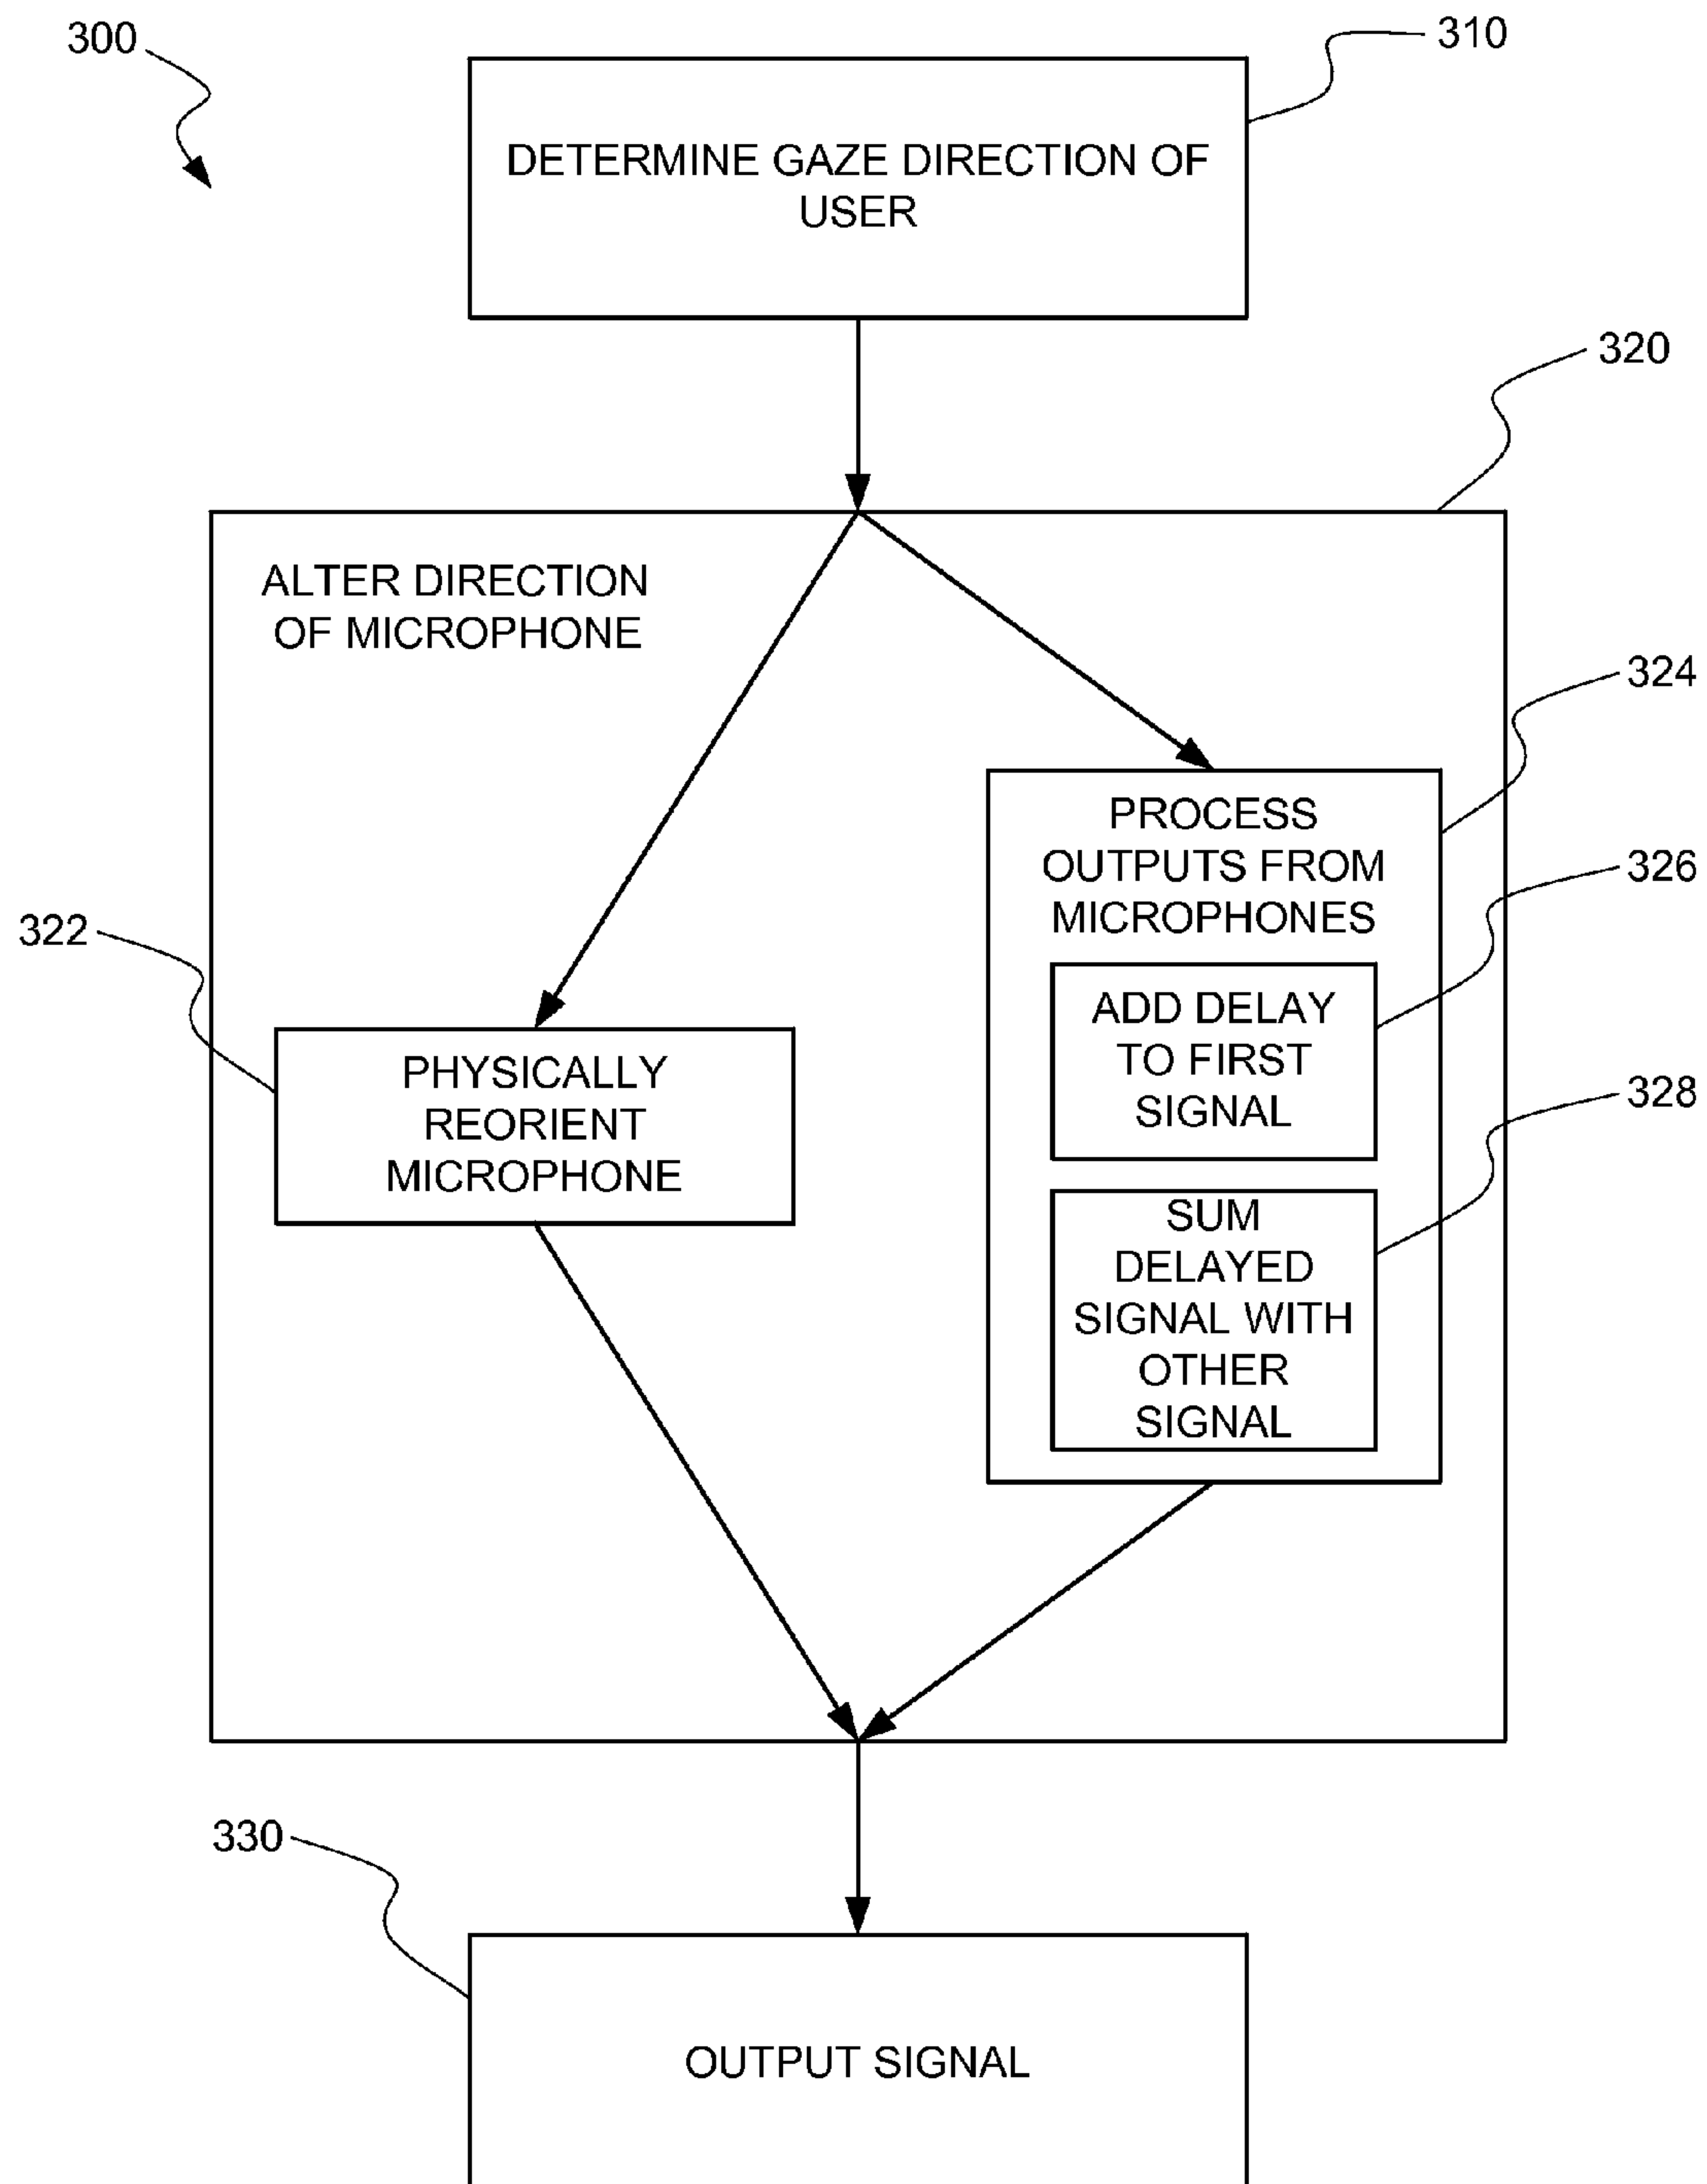 300
310
DETERMINE GAZE DIRECTION OF
USER
320
ALTER DIRECTION
OF MICROPHONE
324
PROCESS
OUTPUTS FROM
MICROPHONES
326
322
ADD DELAY
TO FIRST
SIGNAL
PHYSICALLY
REORIENT
MICROPHONE
328
SUM
DELAYED
SIGNAL WITH
OTHER
SIGNAL
330
OUTPUT SIGNAL